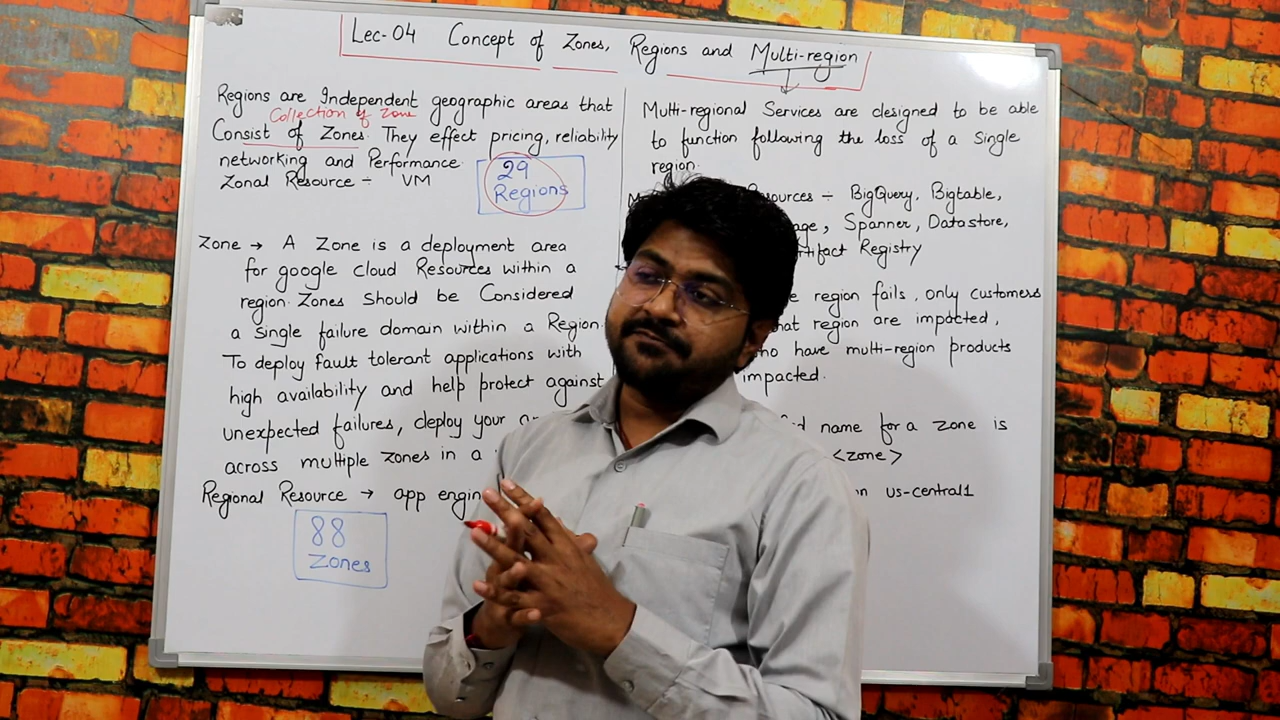 Lec-04 Concept of Zones, Regions and Multi-region
Regions are Independent geographic areas that
Collection of zone
Consist of Zones. They effect pricing, reliability
networking and Performance.
Zonal Resource ÷ VM
29
Regions
Zone → A Zone is a deployment area
for google cloud Resources within a
region. Zones should be Considered
a single failure domain within a Region.
To deploy fault tolerant applications with
high availability and help protect against
unexpected failures, deploy your
across multiple zones in a
Regional Resource → app engin
88
Zones
Multi-regional Services are designed to be able
to function following the loss of a Single
region.
ources ÷ BigQuery, Bigtable,
age, Spanner, Datastore,
tifact Registry
e region fails, only customers
hat region are impacted,
ho have multi-region products
impacted.
d name for a zone is
<zone>
n us-central1